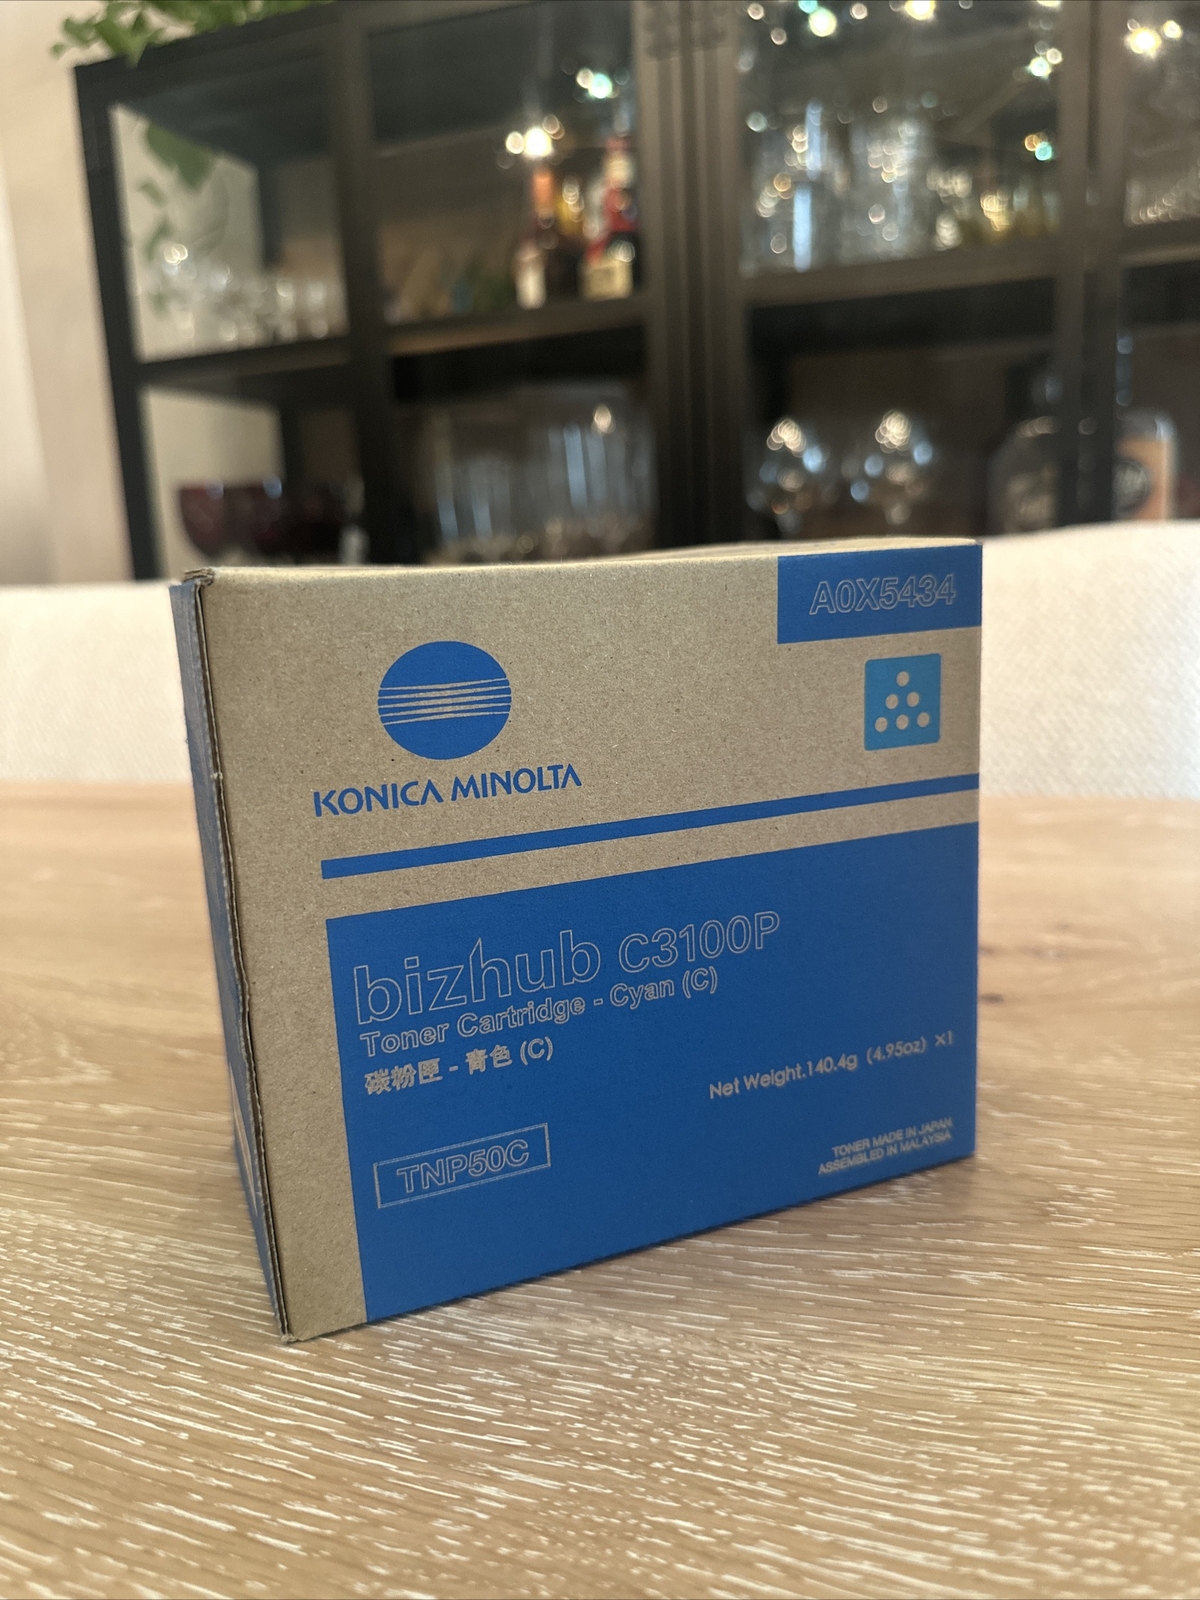 A0X5434
KONICA MINOLTA
bizhub C3100P
Toner Cartridge - Cyan (C)
碳粉匣 - 青色 (C)
Net Weight.140.4g (4.95oz) ×1
TNP50C
TONER MADE IN JAPAN
ASSEMBLED IN MALAYSIA